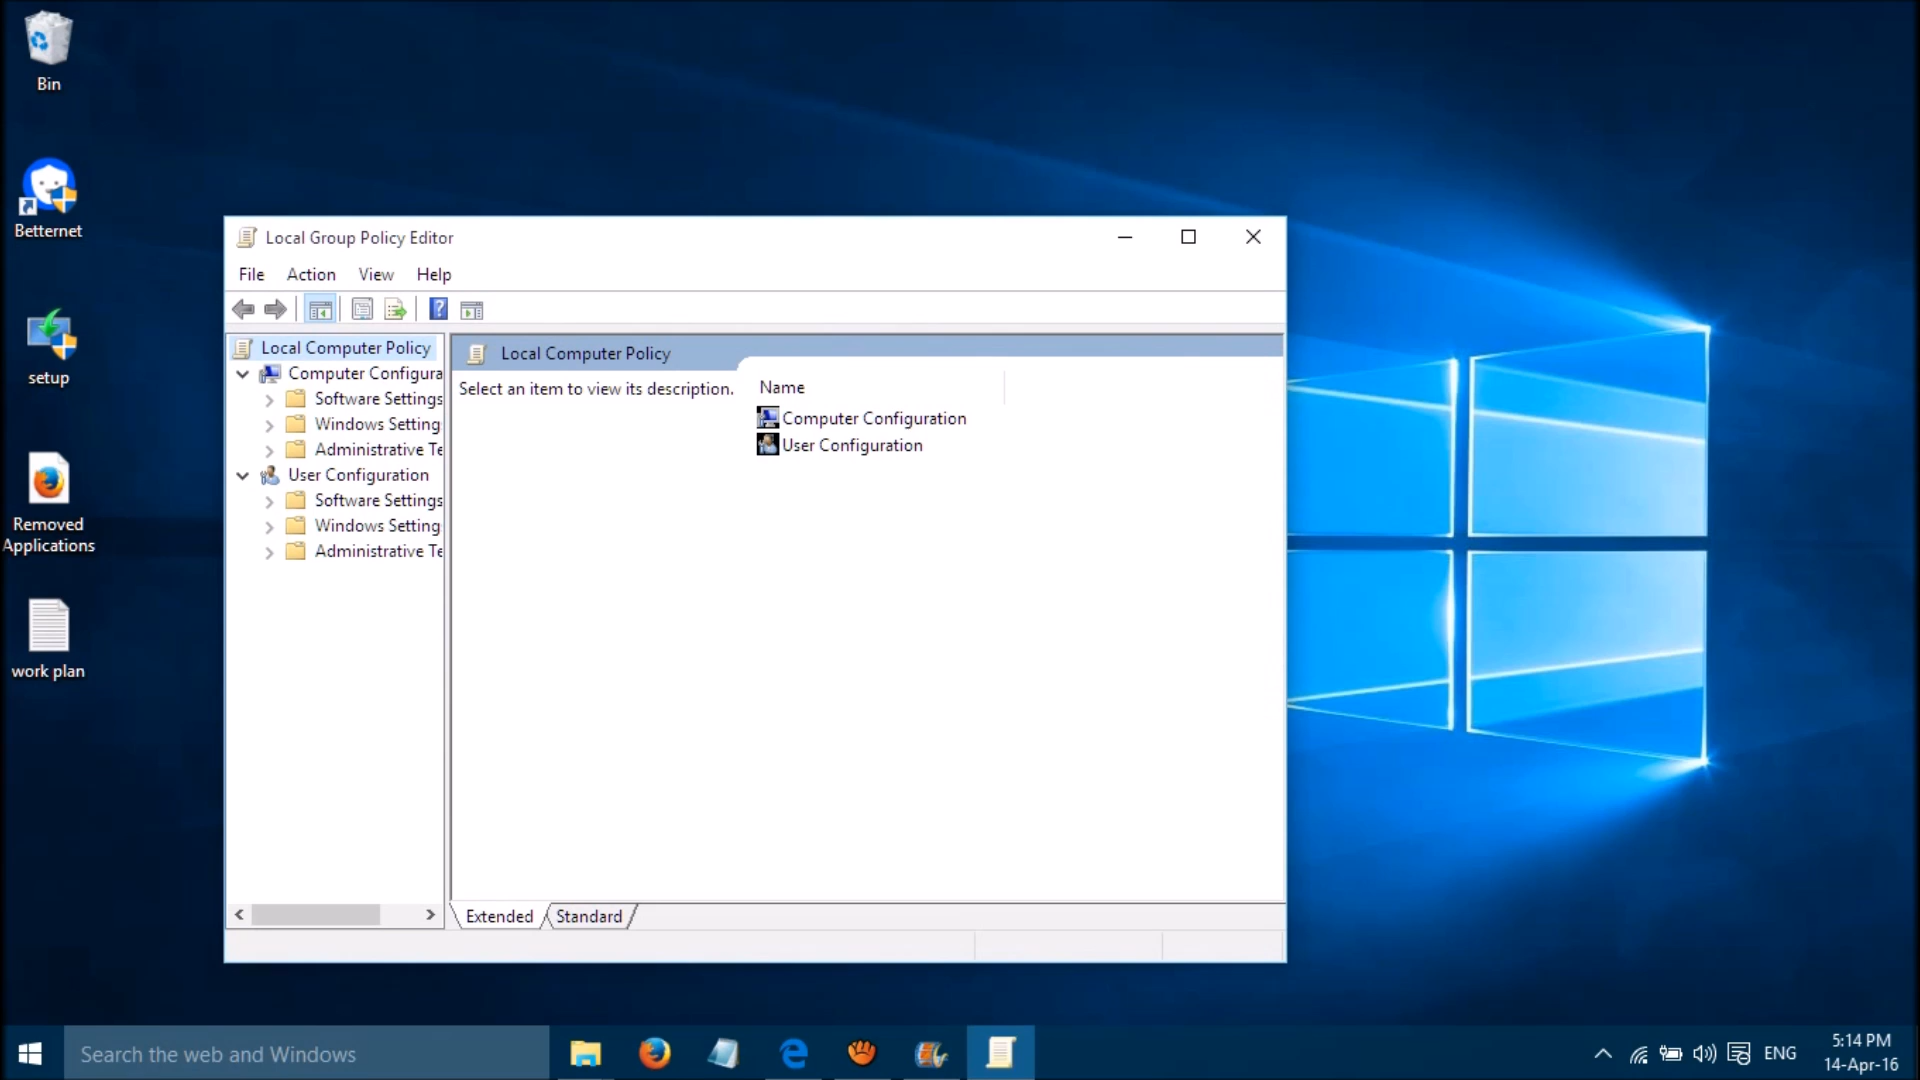 Bin
Betternet
setup
Removed
Applications
work plan
Local Group Policy Editor
File Action View Help
Local Computer Policy
Computer Configura
Software Settings
Windows Setting
Administrative Te
User Configuration
Software Settings
Windows Setting
Administrative Te
Local Computer Policy
Select an item to view its description.
Name
Computer Configuration
User Configuration
Extended Standard
Search the web and Windows
ENG
5:14 PM
14-Apr-16